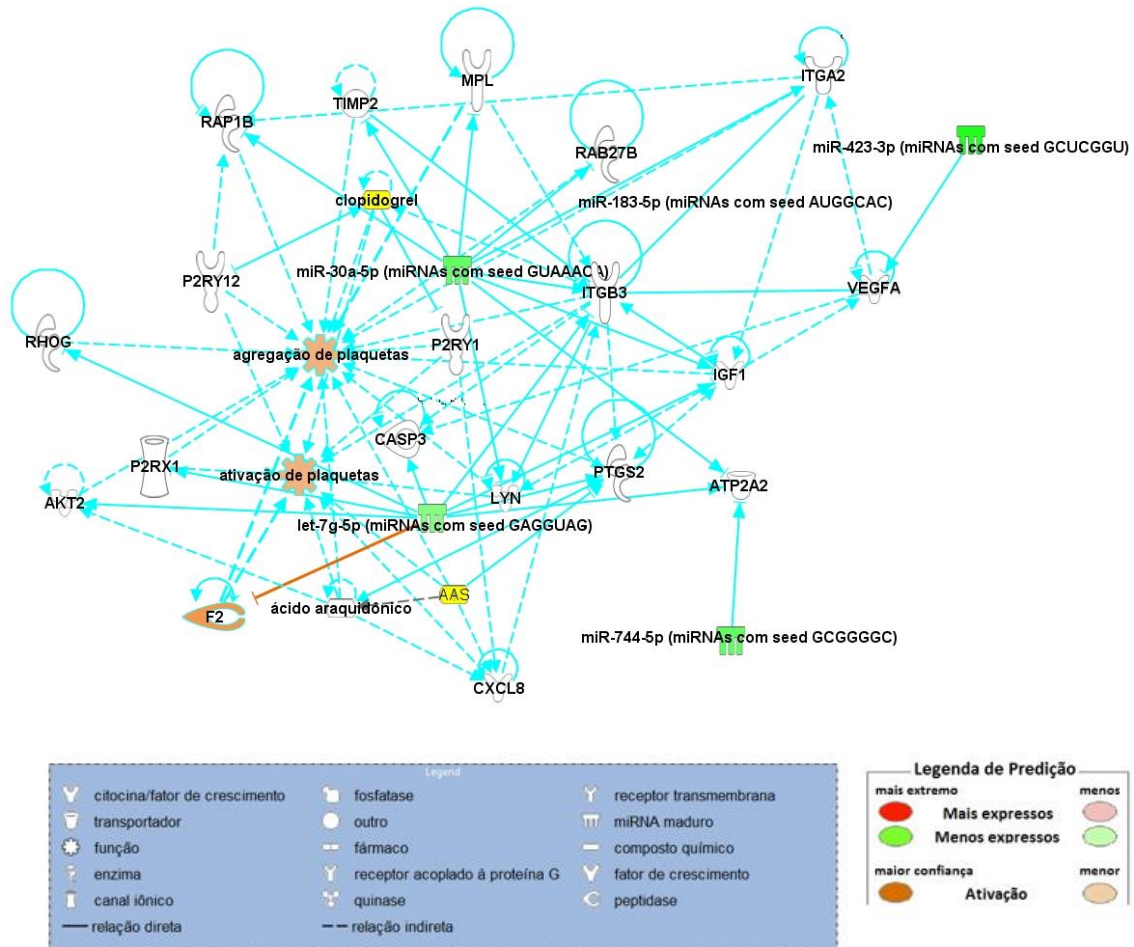 MPL
ITGA2
TIMP2
RAP1B
RAB27B
miR-423-3p (miRNAs com seed GCUCGGU)
clopidogrel
miR-183-5p (miRNAs com seed AUGGCAC)
miR-30a-5p (miRNAs com seed GUAAACA)
P2RY12
ITGB3
VEGFA
RHOG
P2RY1
agregação de plaquetas
IGF1
CASP3
P2RX1
ativação de plaquetas
PTGS2
ATP2A2
AKT2
LYN
let-7g-5p (miRNAs com seed GAGGUAG)
AAS
ácido araquidônico
F2
miR-744-5p (miRNAs com seed GCGGGGC)
CXCL8
Legend
citocina/fator de crescimento
fosfatase
receptor transmembrana
transportador
outro
miRNA maduro
função
fármaco
composto químico
enzima
receptor acoplado à proteína G
fator de crescimento
canal iônico
quinase
peptidase
relação direta
relação indireta
Legenda de Predição
mais extremo
menos
Mais expressos
Menos expressos
maior confiança
menor
Ativação